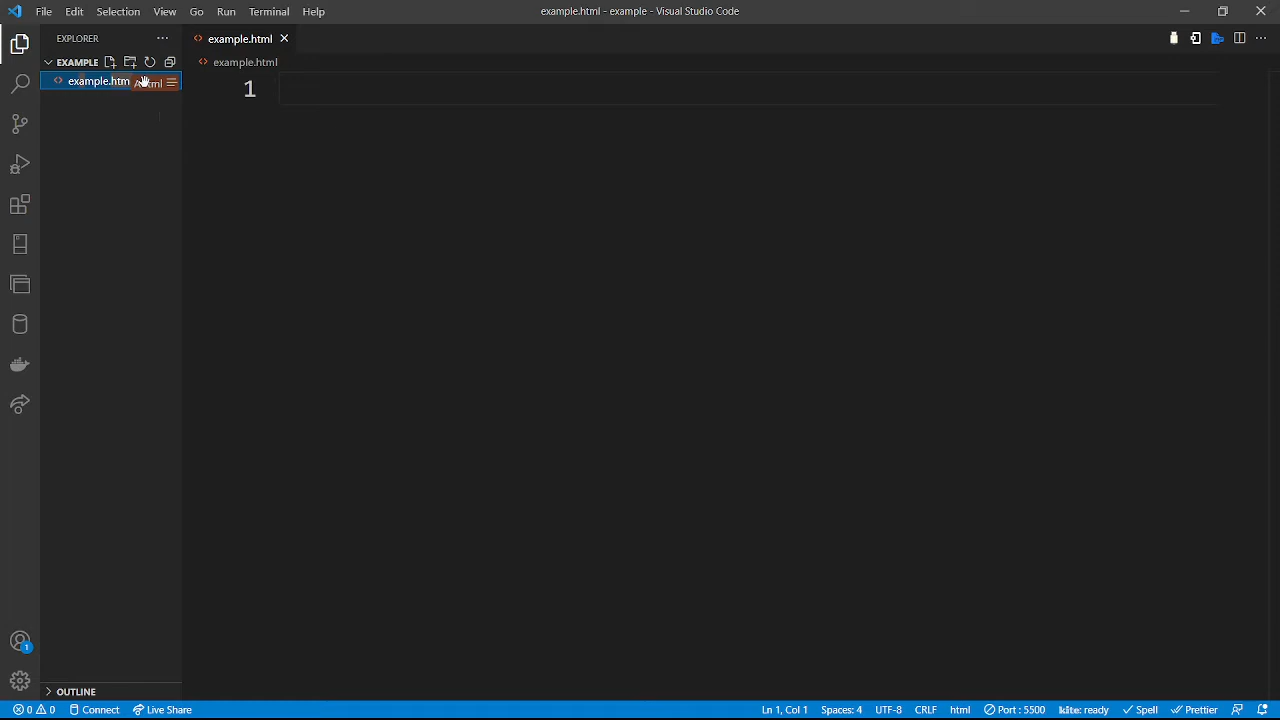 File Edit Selection View Go Run Terminal Help example.html - example - Visual Studio Code
EXPLORER
example.html
EXAMPLE
example.html
example.htm
1
1
OUTLINE
0 0 Connect Live Share Ln 1, Col 1 Spaces: 4 UTF-8 CRLF html Port : 5500 kite: ready Spell Prettier